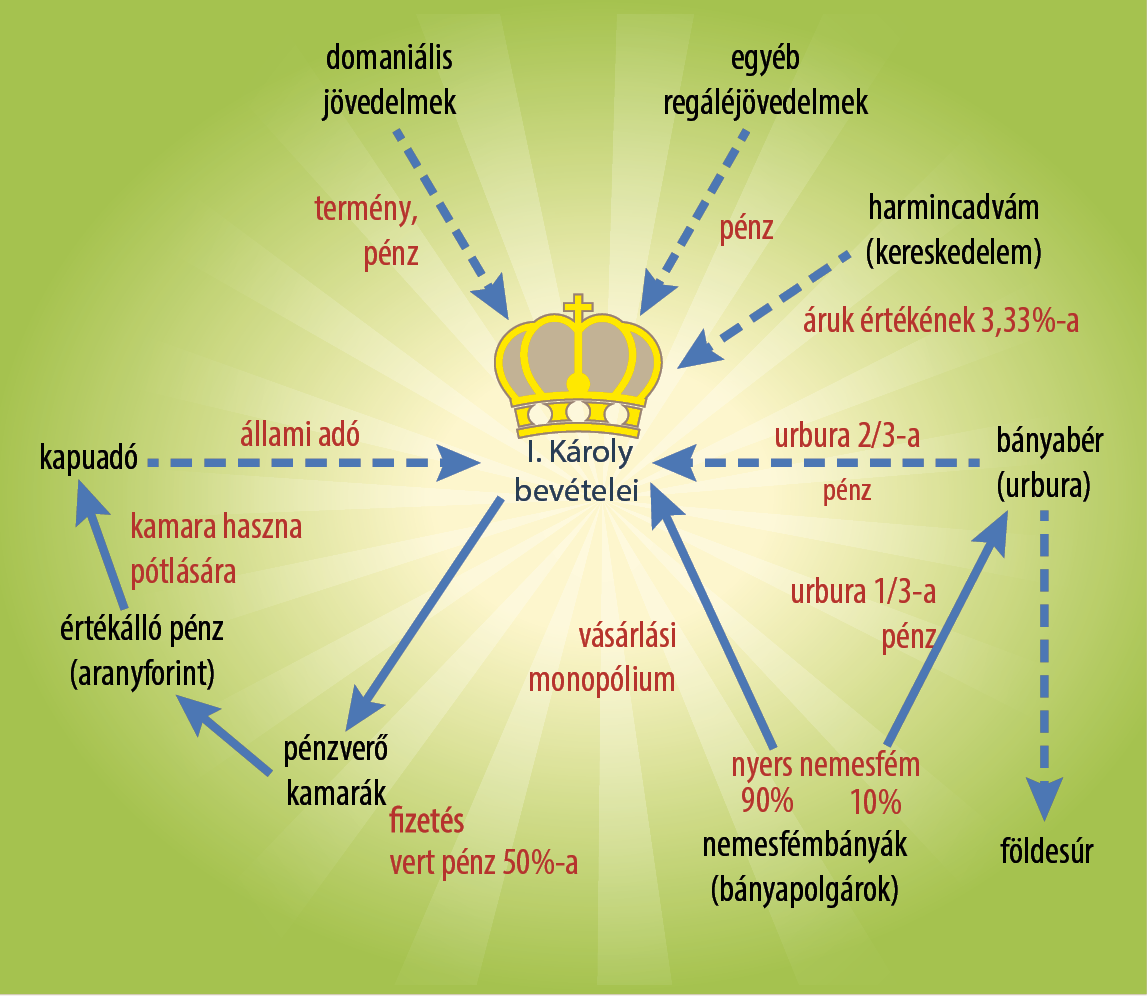 domaniális
jövedelmek
egyéb
regáléjövedelmek
termény,
pénz
pénz
harmincadvám
(kereskedelem)
áruk értékének 3,33%-a
I. Károly
bevételei
kapuadó
állami adó
urbura 2/3-a
pénz
bányabér
(urbura)
kamara haszna
pótlására
értékálló pénz
(aranyforint)
vásárlási
monopólium
urbura 1/3-a
pénz
pénzverő
kamarák
fizetés
vert pénz 50%-a
nyers nemesfém
90% 10%
nemesfémbányák
(bányapolgárok)
földesúr